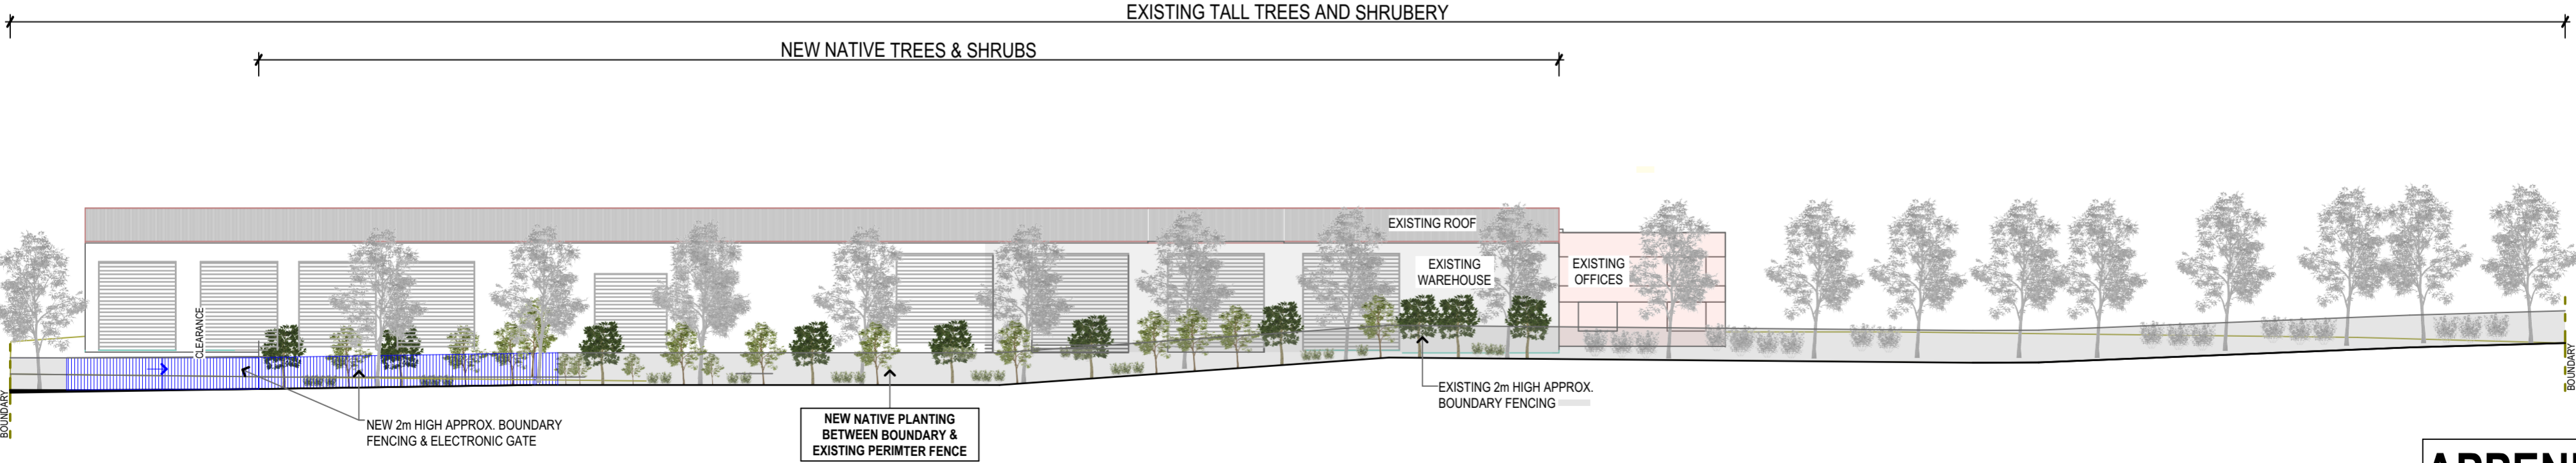 EXISTING TALL TREES AND SHRUBERY
NEW NATIVE TREES & SHRUBS
EXISTING ROOF
EXISTING
WAREHOUSE
EXISTING
OFFICES
CLEARANCE
BOUNDARY
BOUNDARY
NEW 2m HIGH APPROX. BOUNDARY
FENCING & ELECTRONIC GATE
NEW NATIVE PLANTING
BETWEEN BOUNDARY &
EXISTING PERIMTER FENCE
EXISTING 2m HIGH APPROX.
BOUNDARY FENCING